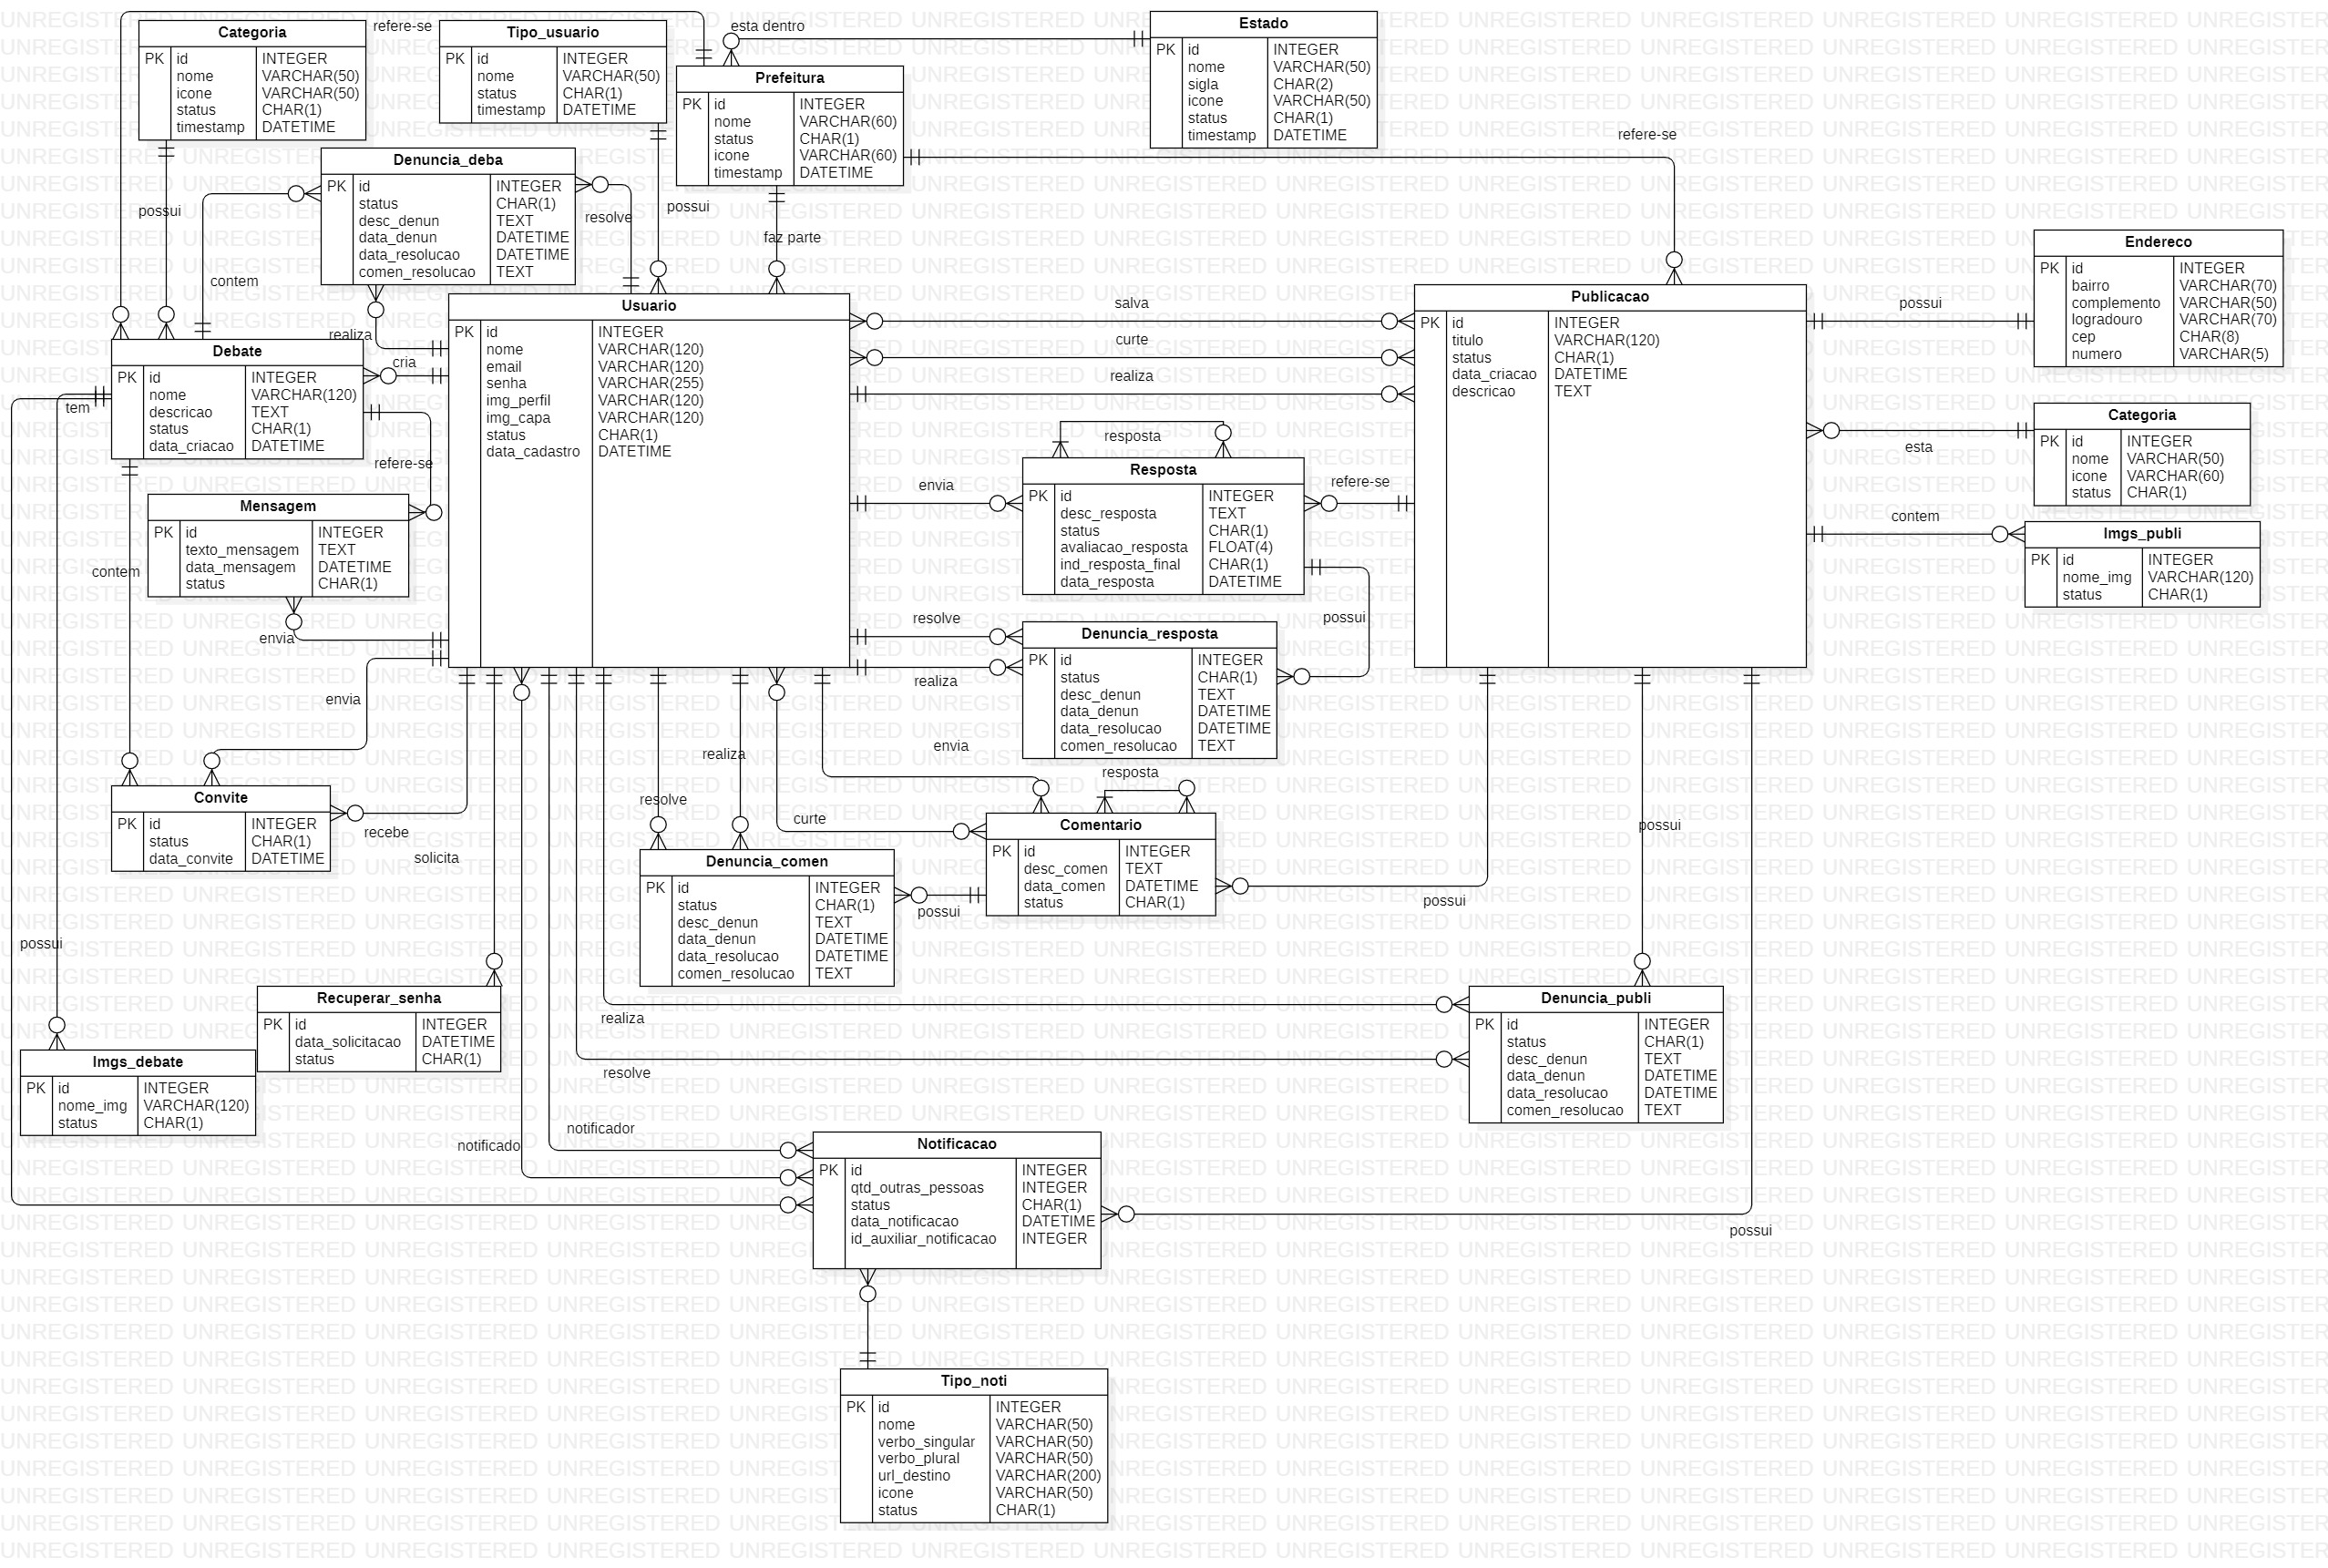 refere-se
esta dentro
Categoria
PK id INTEGER
nome VARCHAR(50)
icone VARCHAR(50)
status CHAR(1)
timestamp DATETIME
Tipo_usuario
PK id INTEGER
nome VARCHAR(50)
status CHAR(1)
timestamp DATETIME
Prefeitura
PK id INTEGER
nome VARCHAR(60)
status CHAR(1)
icone VARCHAR(60)
timestamp DATETIME
Estado
PK id INTEGER
nome VARCHAR(50)
sigla CHAR(2)
icone VARCHAR(50)
status CHAR(1)
timestamp DATETIME
refere-se
Denuncia_deba
PK id INTEGER
status CHAR(1)
desc_denun TEXT
data_denun DATETIME
data_resolucao DATETIME
comen_resolucao TEXT
possui
resolve
possui
faz parte
contem
realiza
cria
Debate
PK id INTEGER
nome VARCHAR(120)
descricao TEXT
status CHAR(1)
data_criacao DATETIME
tem
refere-se
Usuario
PK id INTEGER
nome VARCHAR(120)
email VARCHAR(120)
senha VARCHAR(255)
img_perfil VARCHAR(120)
img_capa VARCHAR(120)
status CHAR(1)
data_cadastro DATETIME
salva
curte
realiza
Publicacao
PK id INTEGER
titulo VARCHAR(120)
status CHAR(1)
data_criacao DATETIME
descricao TEXT
possui
Endereco
PK id INTEGER
bairro VARCHAR(70)
complemento VARCHAR(50)
logradouro VARCHAR(70)
cep CHAR(8)
numero VARCHAR(5)
esta
Categoria
PK id INTEGER
nome VARCHAR(50)
icone VARCHAR(60)
status CHAR(1)
contem
Imgs_publi
PK id INTEGER
nome_img VARCHAR(120)
status CHAR(1)
resposta
Resposta
PK id INTEGER
desc_resposta TEXT
status CHAR(1)
avaliacao_resposta FLOAT(4)
ind_resposta_final CHAR(1)
data_resposta DATETIME
envia
refere-se
possui
Mensagem
PK id INTEGER
texto_mensagem TEXT
data_mensagem DATETIME
status CHAR(1)
contem
envia
envia
resolve
realiza
Denuncia_resposta
PK id INTEGER
status CHAR(1)
desc_denun TEXT
data_denun DATETIME
data_resolucao DATETIME
comen_resolucao TEXT
envia
resposta
realiza
resolve
curte
Convite
PK id INTEGER
status CHAR(1)
data_convite DATETIME
recebe
solicita
Comentario
PK id INTEGER
desc_comen TEXT
data_comen DATETIME
status CHAR(1)
possui
possui
possui
Denuncia_comen
PK id INTEGER
status CHAR(1)
desc_denun TEXT
data_denun DATETIME
data_resolucao DATETIME
comen_resolucao TEXT
possui
Recuperar_senha
PK id INTEGER
data_solicitacao DATETIME
status CHAR(1)
Imgs_debate
PK id INTEGER
nome_img VARCHAR(120)
status CHAR(1)
realiza
resolve
Denuncia_publi
PK id INTEGER
status CHAR(1)
desc_denun TEXT
data_denun DATETIME
data_resolucao DATETIME
comen_resolucao TEXT
notificador
notificado
Notificacao
PK id INTEGER
qtd_outras_pessoas INTEGER
status CHAR(1)
data_notificacao DATETIME
id_auxiliar_notificacao INTEGER
possui
Tipo_noti
PK id INTEGER
nome VARCHAR(50)
verbo_singular VARCHAR(50)
verbo_plural VARCHAR(50)
url_destino VARCHAR(200)
icone VARCHAR(50)
status CHAR(1)
UNREGISTERED